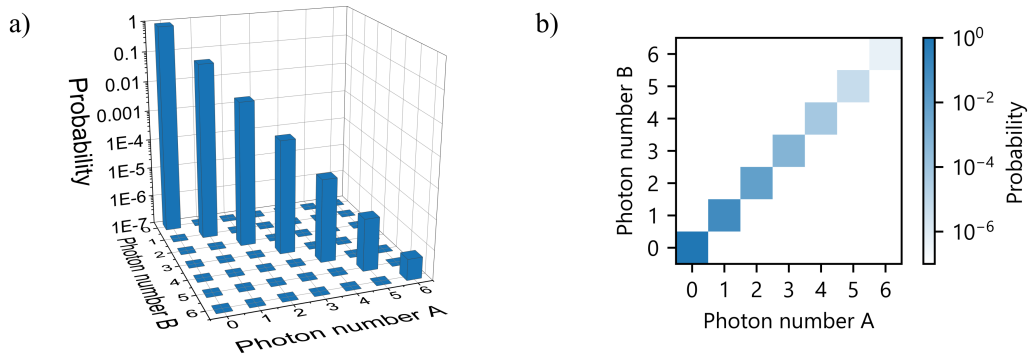 a)
Probability
1
0.1
0.01
0.001
1E-4
1E-5
1E-6
1E-7
Photon number B
1
2
3
4
5
6
0
1
2
3
4
5
6
Photon number A
b)
Photon number B
6
5
4
3
2
1
0
0 1 2 3 4 5 6
Photon number A
10⁰
10⁻²
10⁻⁴
10⁻⁶
Probability